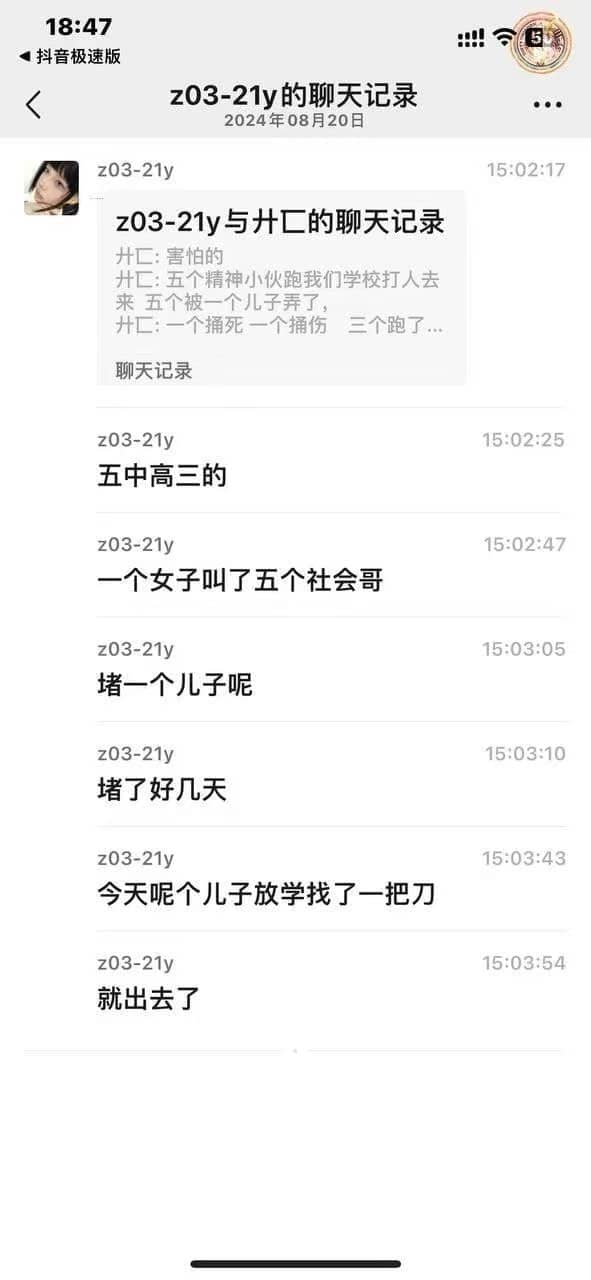 18:47
抖音极速版
z03-21y的聊天记录
2024年08月20日
z03-21y
15:02:17
z03-21y与廾匸的聊天记录
廾匸: 害怕的
廾匸: 五个精神小伙跑我们学校打人去
来 五个被一个儿子弄了，
廾匸: 一个捅死 一个捅伤 三个跑了...
聊天记录
z03-21y
15:02:25
五中高三的
z03-21y
15:02:47
一个女子叫了五个社会哥
z03-21y
15:03:05
堵一个儿子呢
z03-21y
15:03:10
堵了好几天
z03-21y
15:03:43
今天呢个儿子放学找了一把刀
z03-21y
15:03:54
就出去了